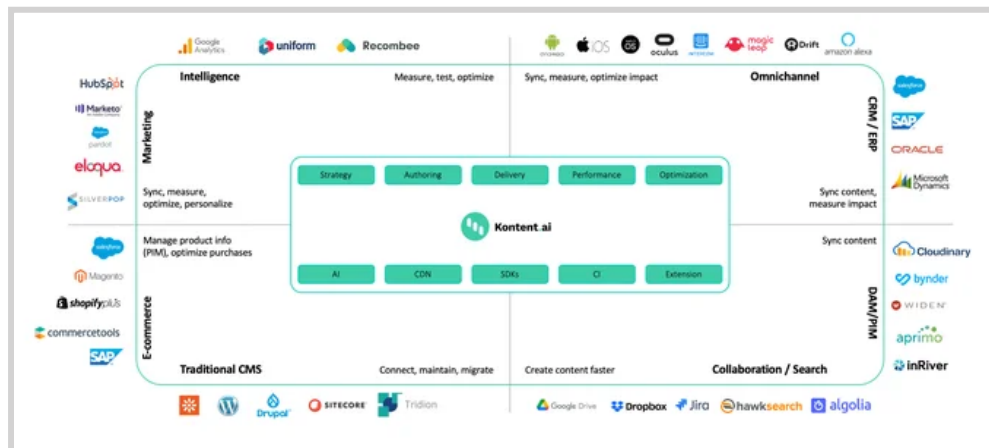 Google
Analytics
uniform
Recombee
ANDROID
iOS
OS
oculus
INTERCOM
magic
leap
Drift
amazon alexa
Intelligence
Measure, test, optimize
Sync, measure, optimize impact
Omnichannel
HubSpot
Marketo
pardot
eloqua
SILVERPOP
Marketing
Sync, measure,
optimize, personalize
CRM / ERP
salesforce
SAP
ORACLE
Microsoft
Dynamics
Sync content,
measure impact
Strategy
Authoring
Delivery
Performance
Optimization
Kontent.ai
AI
CDN
SDKs
CI
Extension
Manage product info
(PIM), optimize purchases
Sync content
salesforce
Magento
shopifyplus
commercetools
SAP
E-commerce
DAM/PIM
Cloudinary
bynder
WIDEN
aprimo
inRiver
Traditional CMS
Connect, maintain, migrate
Create content faster
Collaboration / Search
Drupal
SITECORE
Tridion
Google Drive
Dropbox
Jira
hawksearch
algolia